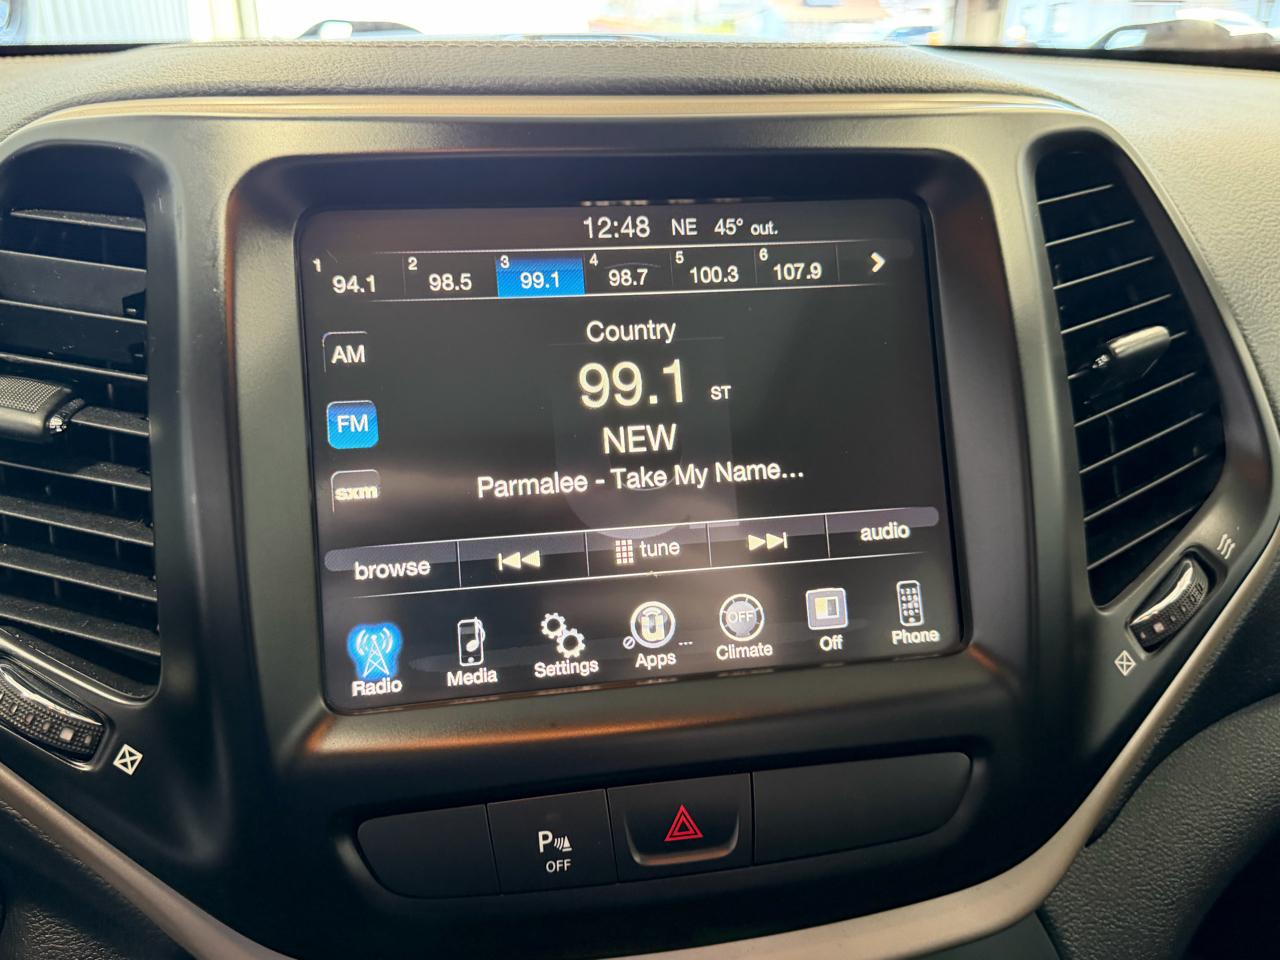 12:48 NE 45° out.
1 94.1 2 98.5 3 99.1 4 98.7 5 100.3 6 107.9
AM
Country
99.1 ST
FM
NEW
sxm
Parmalee - Take My Name...
browse tune audio
Radio Media Settings Apps ... OFF Climate Off Phone
P
OFF